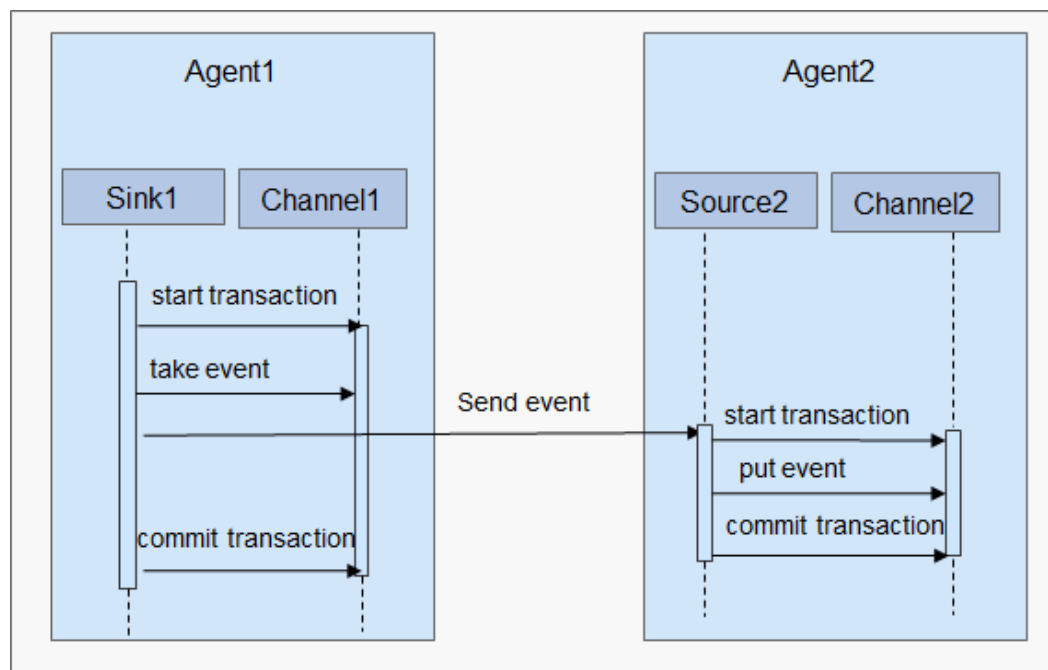 Agent1
Agent2
Sink1
Channel1
Source2
Channel2
start transaction
take event
Send event
start transaction
put event
commit transaction
commit transaction